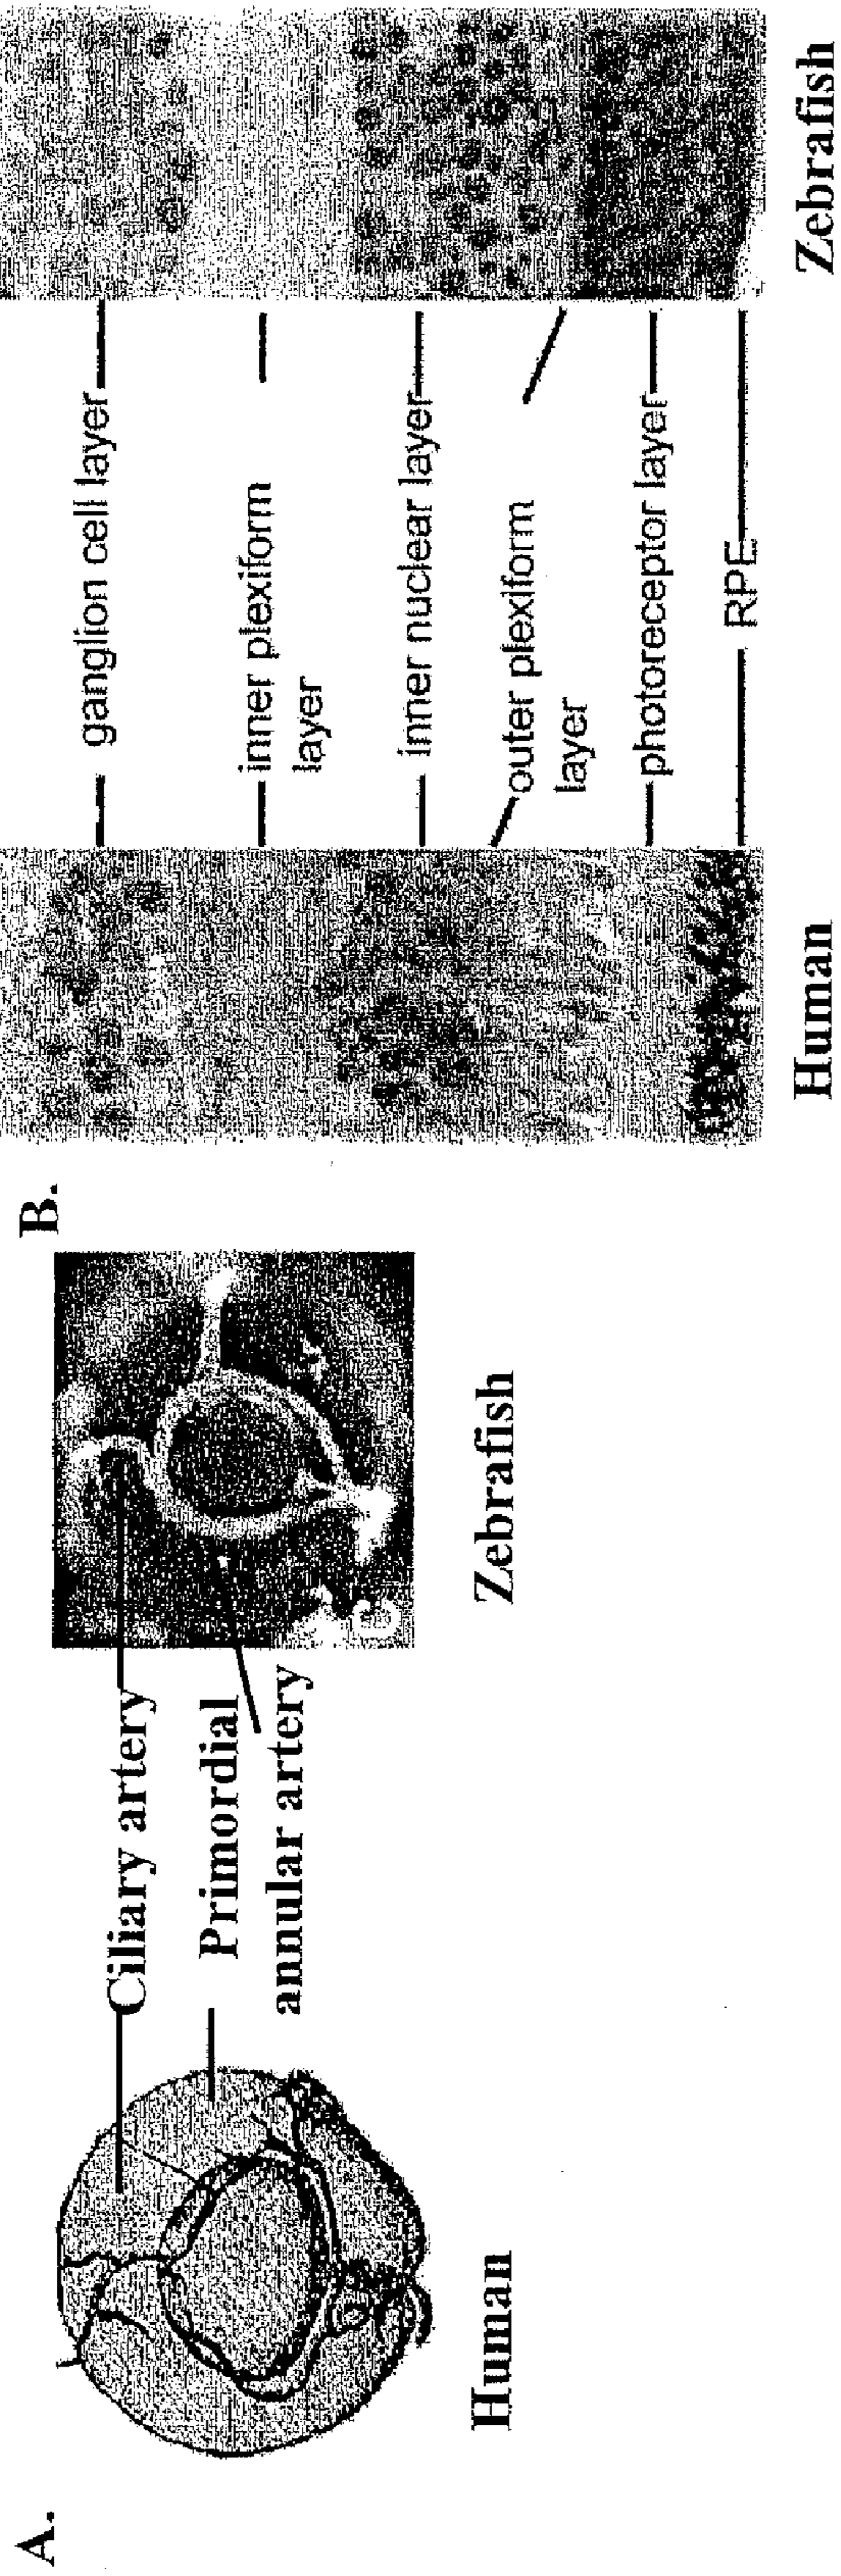 A.
Ciliary artery
Primordial
annular artery
Human
Zebrafish
B.
ganglion cell layer
inner plexiform
layer
inner nuclear layer
outer plexiform
layer
photoreceptor layer
RPE
Human
Zebrafish